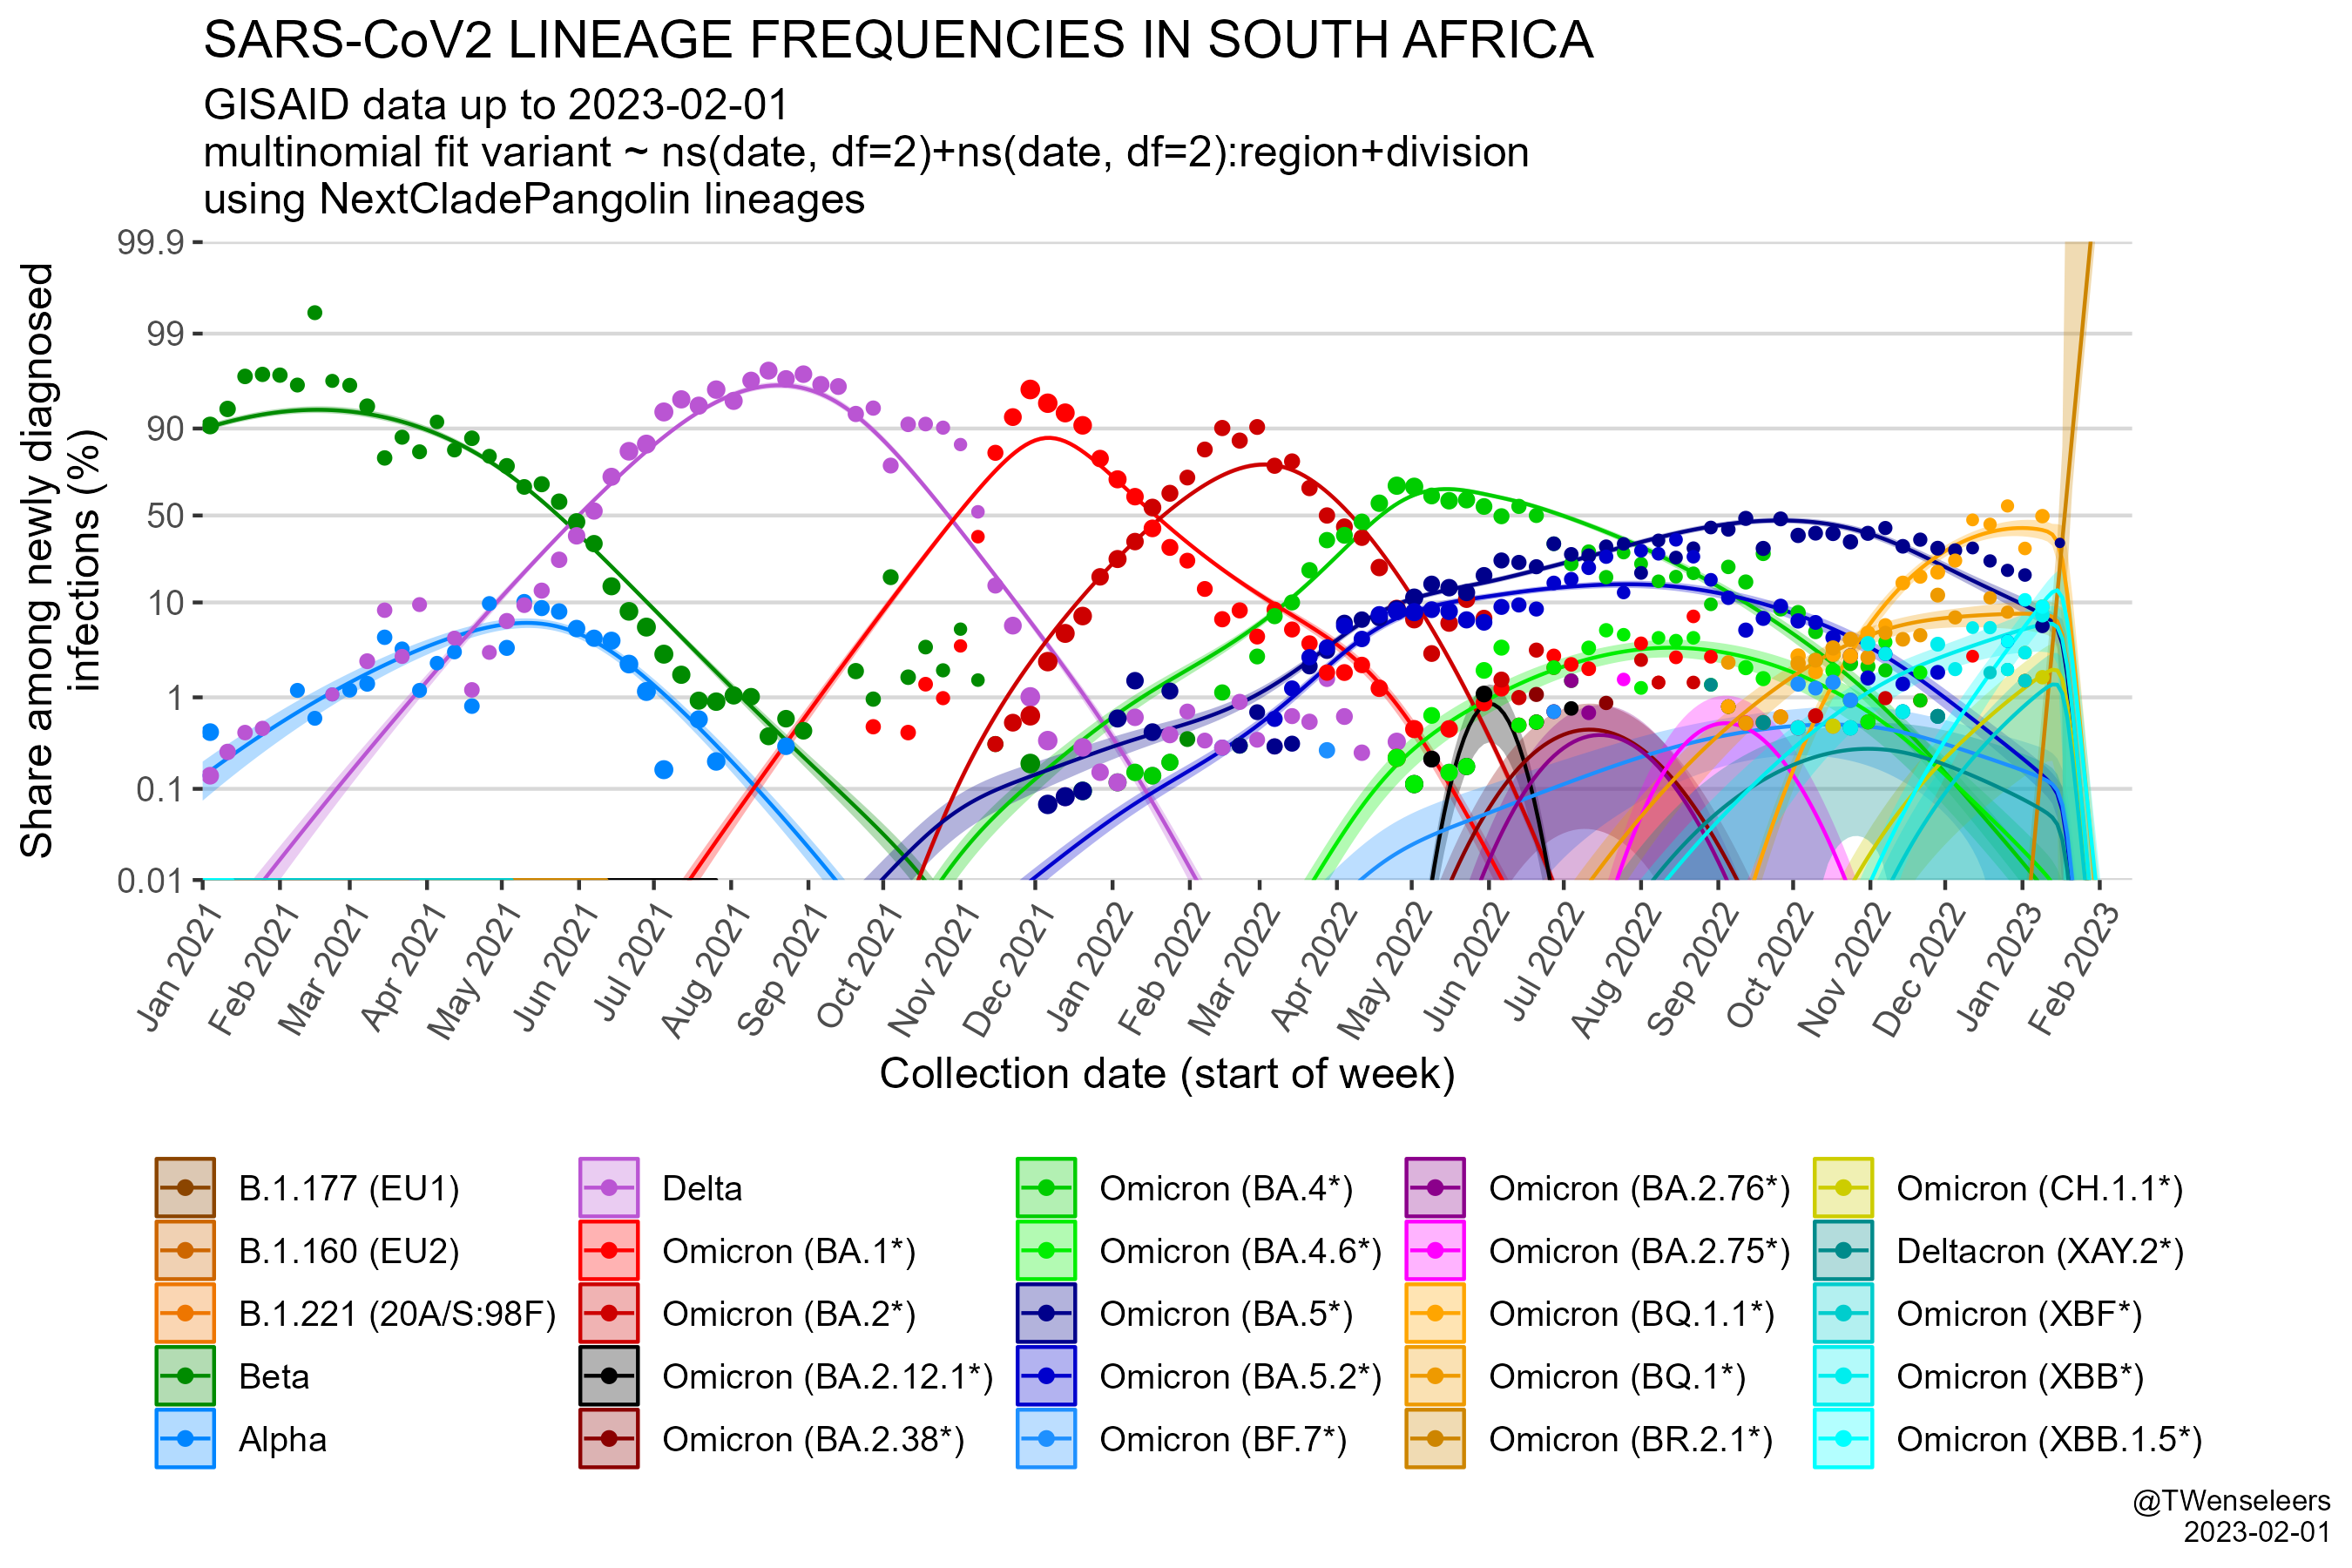 SARS-CoV2 LINEAGE FREQUENCIES IN SOUTH AFRICA
GISAID data up to 2023-02-01
multinomial fit variant ~ ns(date, df=2)+ns(date, df=2):region+division
using NextCladePangolin lineages
Share among newly diagnosed
infections (%)
99.9
99
90
50
10
1
0.1
0.01
Jan 2021
Feb 2021
Mar 2021
Apr 2021
May 2021
Jun 2021
Jul 2021
Aug 2021
Sep 2021
Oct 2021
Nov 2021
Dec 2021
Jan 2022
Feb 2022
Mar 2022
Apr 2022
May 2022
Jun 2022
Jul 2022
Aug 2022
Sep 2022
Oct 2022
Nov 2022
Dec 2022
Jan 2023
Feb 2023
Collection date (start of week)
B.1.177 (EU1)
B.1.160 (EU2)
B.1.221 (20A/S:98F)
Beta
Alpha
Delta
Omicron (BA.1*)
Omicron (BA.2*)
Omicron (BA.2.12.1*)
Omicron (BA.2.38*)
Omicron (BA.4*)
Omicron (BA.4.6*)
Omicron (BA.5*)
Omicron (BA.5.2*)
Omicron (BF.7*)
Omicron (BA.2.76*)
Omicron (BA.2.75*)
Omicron (BQ.1.1*)
Omicron (BQ.1*)
Omicron (BR.2.1*)
Omicron (CH.1.1*)
Deltacron (XAY.2*)
Omicron (XBF*)
Omicron (XBB*)
Omicron (XBB.1.5*)
@TWenseleers
2023-02-01